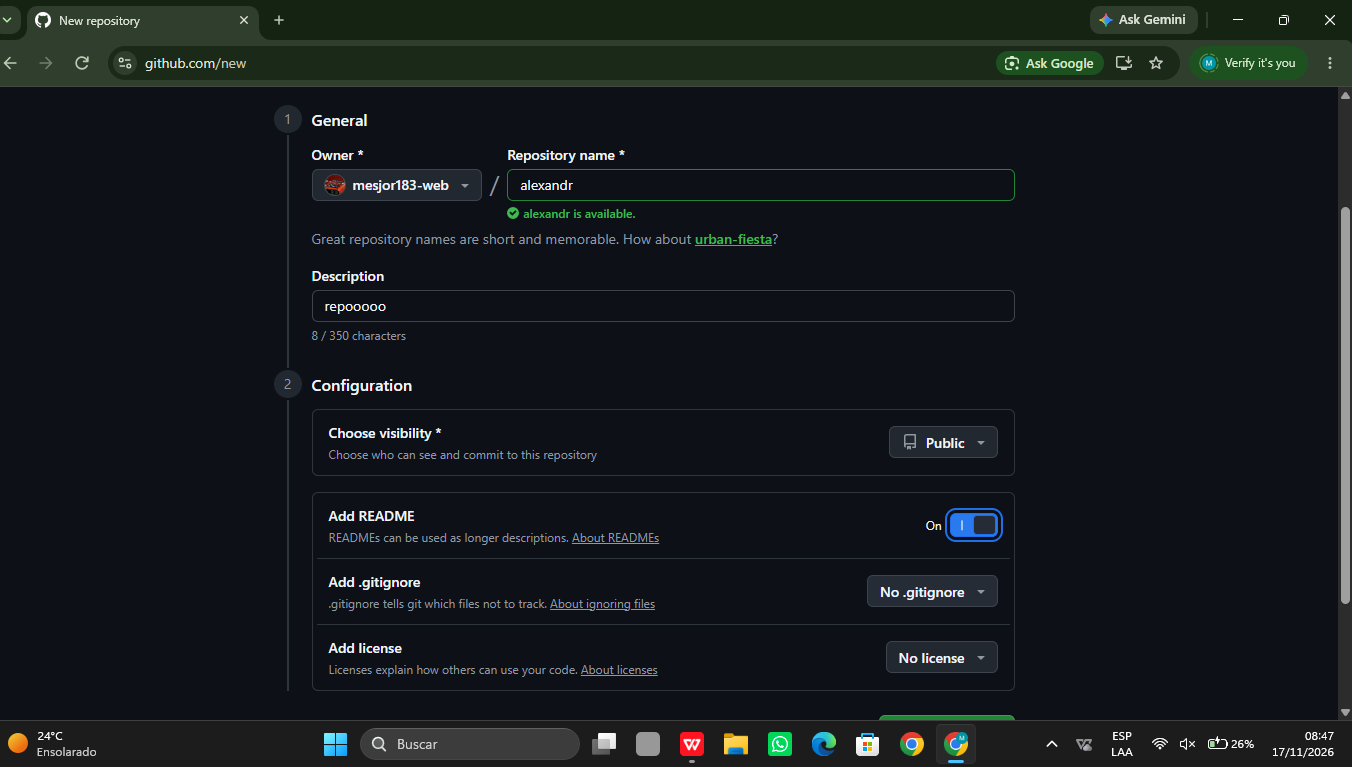 New repository
Ask Gemini
github.com/new
Ask Google
Verify it's you
M
1
General
Owner *
Repository name *
mesjor183-web
/
alexandr
alexandr is available.
Great repository names are short and memorable. How about urban-fiesta?
Description
repooooo
8 / 350 characters
2
Configuration
Choose visibility *
Choose who can see and commit to this repository
Public
Add README
READMEs can be used as longer descriptions. About READMEs
On
Add .gitignore
.gitignore tells git which files not to track. About ignoring files
No .gitignore
Add license
Licenses explain how others can use your code. About licenses
No license
24°C
Ensolarado
Buscar
W
M
ESP
LAA
26%
08:47
17/11/2026